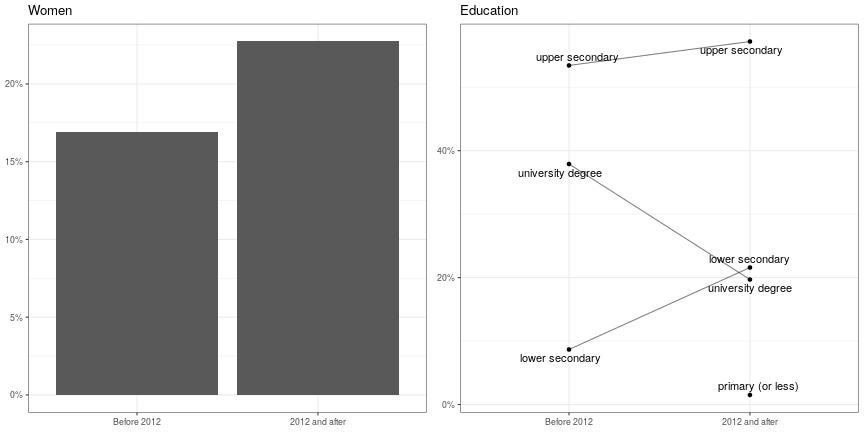 Women
20%
15%
10%
5%
0%
Before 2012
2012 and after
Education
upper secondary
upper secondary
40%
university degree
lower secondary
20%
university degree
lower secondary
primary (or less)
0%
Before 2012
2012 and after